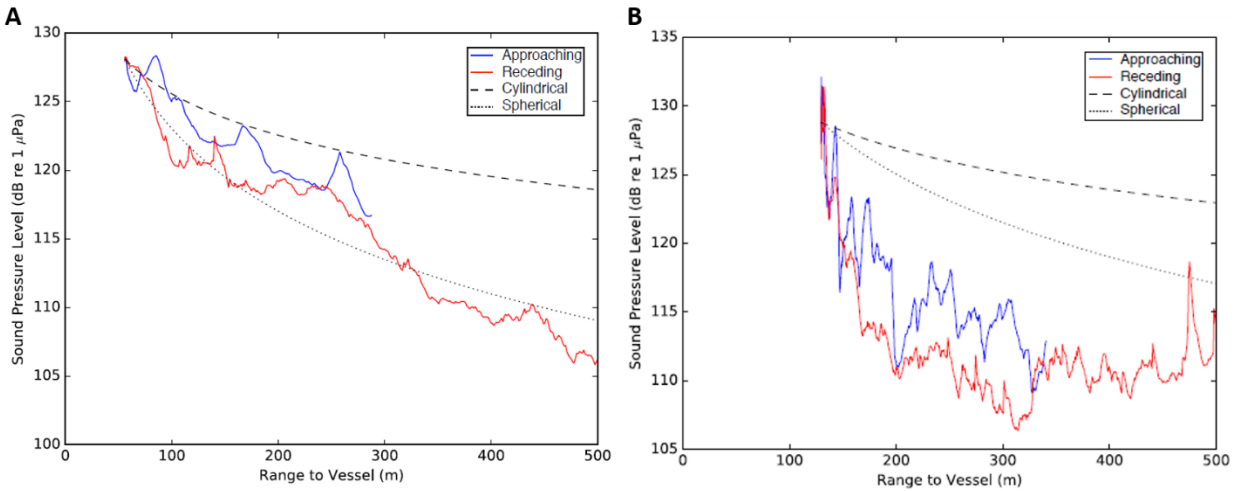 A
130
125
120
115
110
105
100
0
100
200
300
400
500
Sound Pressure Level (dB re 1 μPa)
Range to Vessel (m)
Approaching
Receding
Cylindrical
Spherical
B
135
130
125
120
115
110
105
0
100
200
300
400
500
Sound Pressure Level (dB re 1 μPa)
Range to Vessel (m)
Approaching
Receding
Cylindrical
Spherical